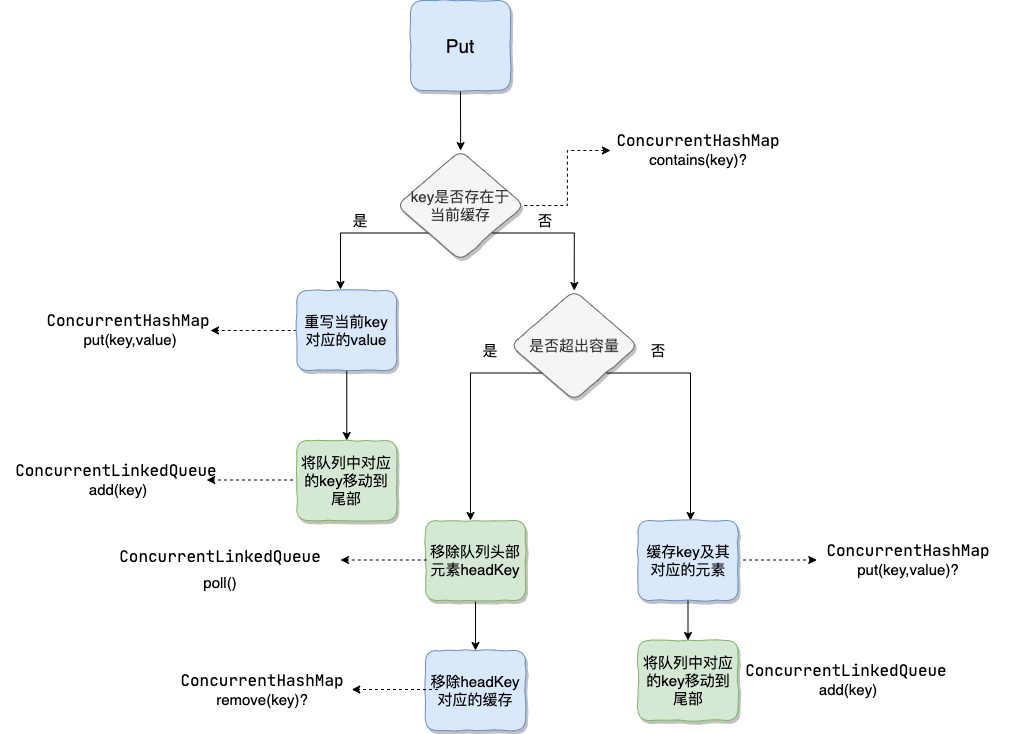 Put
ConcurrentHashMap
contains(key)?
key是否存在于
当前缓存
是
否
ConcurrentHashMap
put(key,value)
重写当前key
对应的value
是否超出容量
是
否
ConcurrentLinkedQueue
add(key)
将队列中对应
的key移动到
尾部
ConcurrentLinkedQueue
poll()
移除队列头部
元素headKey
缓存key及其
对应的元素
ConcurrentHashMap
put(key,value)?
ConcurrentHashMap
remove(key)?
移除headKey
对应的缓存
将队列中对应
的key移动到
尾部
ConcurrentLinkedQueue
add(key)